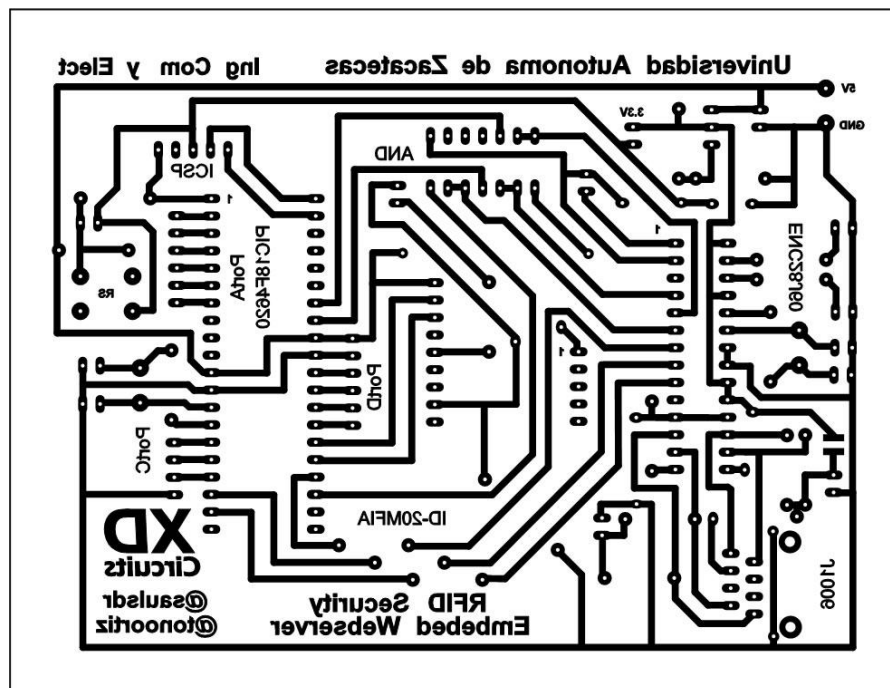 Universidad Autonoma de Zacatecas
Ing Com y Elect
5V
GND
3.3V
AND
ICSP
1
PIC18F4620
PortA
RS
1
ENC28J60
1
PortD
PortC
ID-20MFIA
XD
Circuits
@saulsdr
@tonoortiz
RFID Security
Embebed Webserver
J1006